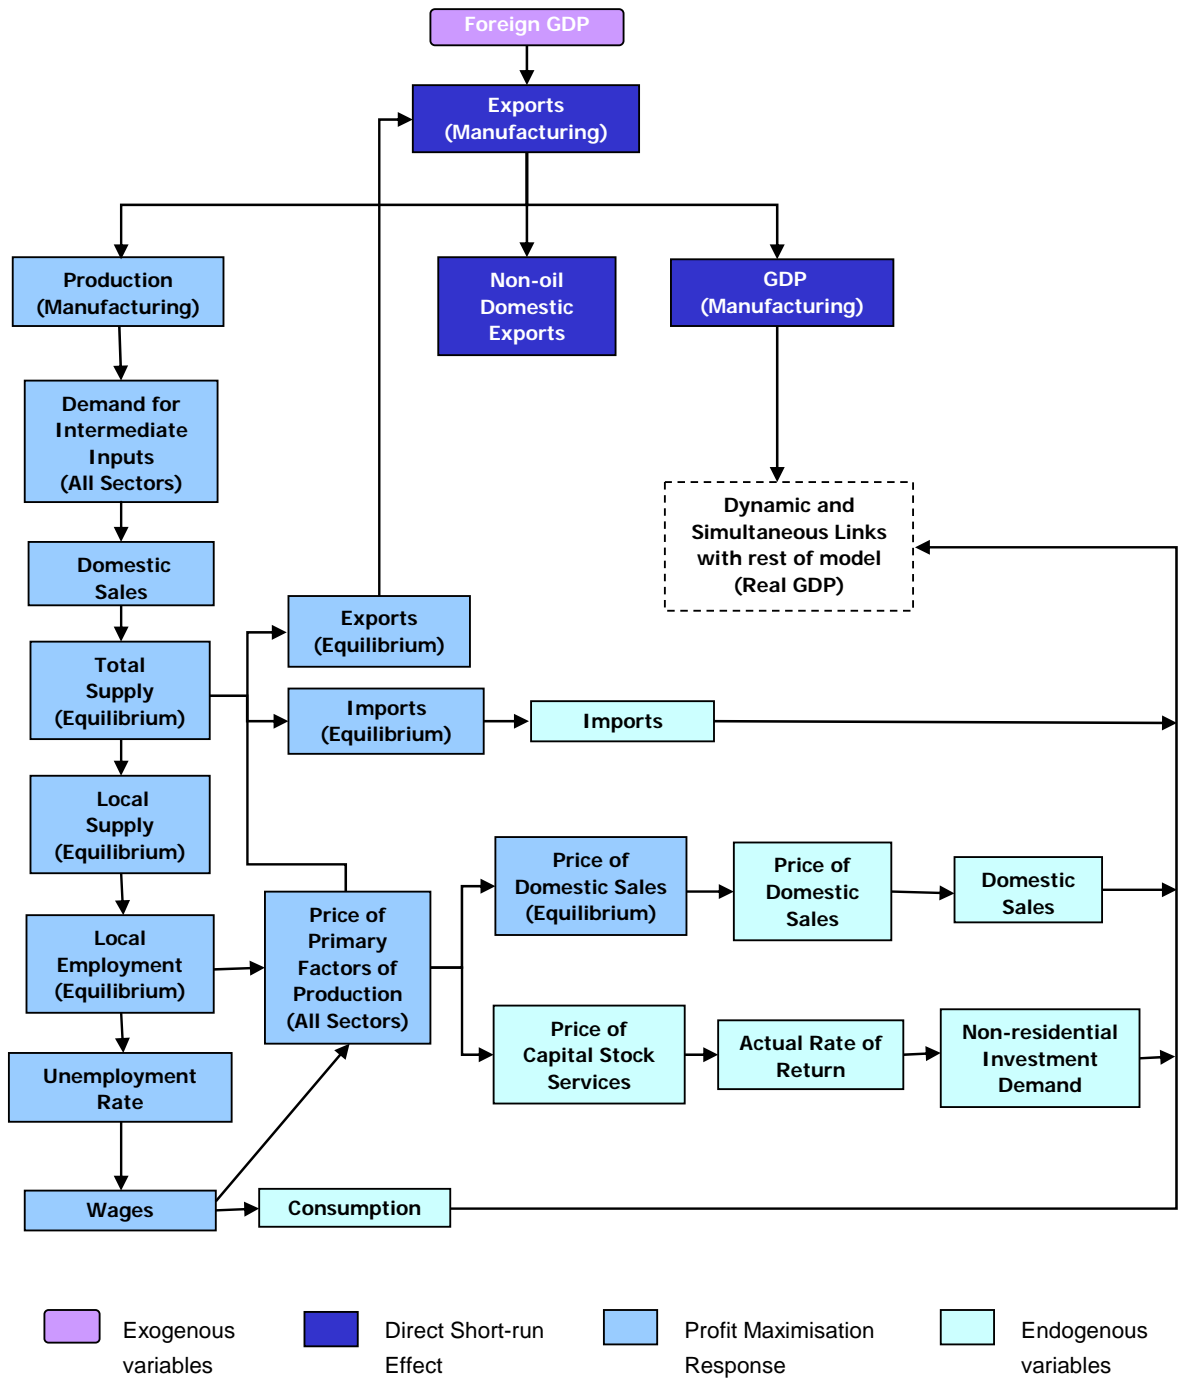 Foreign GDP
Exports
(Manufacturing)
Production
(Manufacturing)
Non-oil
Domestic
Exports
GDP
(Manufacturing)
Demand for
Intermediate
Inputs
(All Sectors)
Dynamic and
Simultaneous Links
with rest of model
(Real GDP)
Domestic
Sales
Exports
(Equilibrium)
Total
Supply
(Equilibrium)
Imports
(Equilibrium)
Imports
Local
Supply
(Equilibrium)
Price of
Domestic Sales
(Equilibrium)
Price of
Domestic
Sales
Domestic
Sales
Local
Employment
(Equilibrium)
Price of
Primary
Factors of
Production
(All Sectors)
Price of
Capital Stock
Services
Actual Rate of
Return
Non-residential
Investment
Demand
Unemployment
Rate
Wages
Consumption
Exogenous
variables
Direct Short-run
Effect
Profit Maximisation
Response
Endogenous
variables